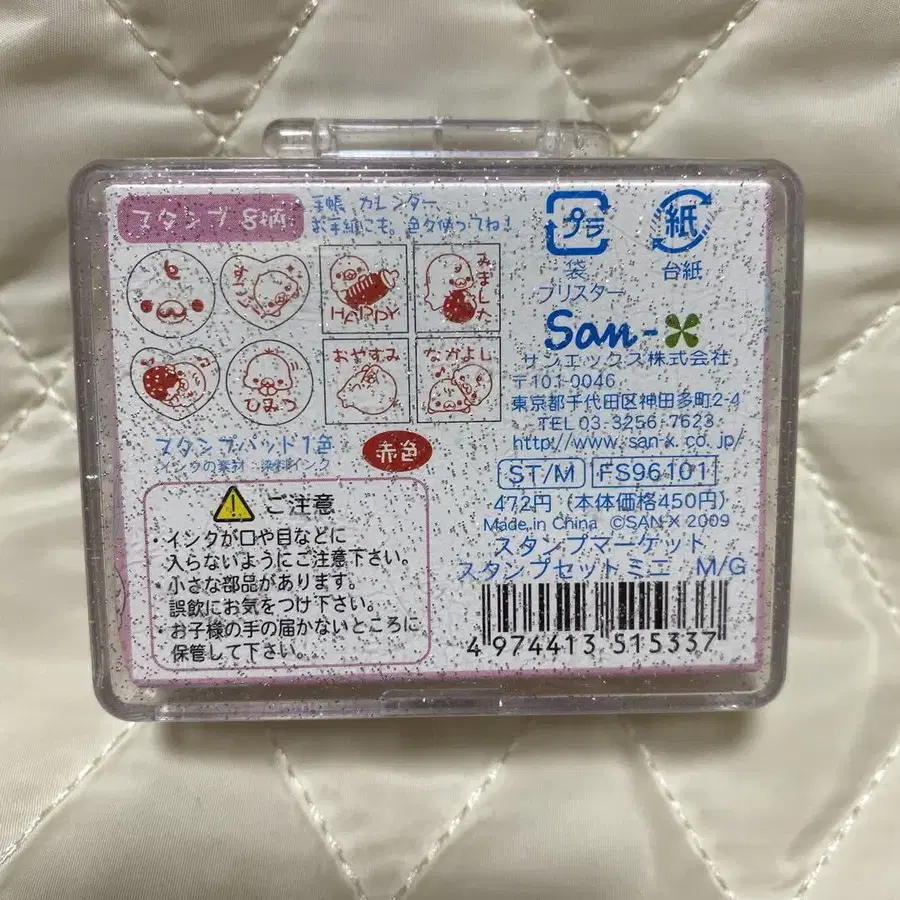 スタンプ 8柄
手帳 カレンダー、
お手紙にも。色々使ってね!
プラ
袋
ブリスター
紙
台紙
す
HAPPY
みました
ひみつ
おやすみ
なかよし
San-X
サンエックス株式会社
〒101-0046
東京都千代田区神田多町2-4
TEL 03-3256-7623
http://www.san-x.co.jp/
スタンプパット1色
インクの素材:染料インク
赤色
ST/M FS96101
472円(本体価格450円)
Made in China ©SAN-X 2009
スタンプマーケット
スタンプセットミニ M/G
4 974413 515337
ご注意
・インクが口や目などに
入らないようにご注意下さい。
・小さな部品があります。
誤飲にお気をつけ下さい。
・お子様の手の届かないところに
保管して下さい。